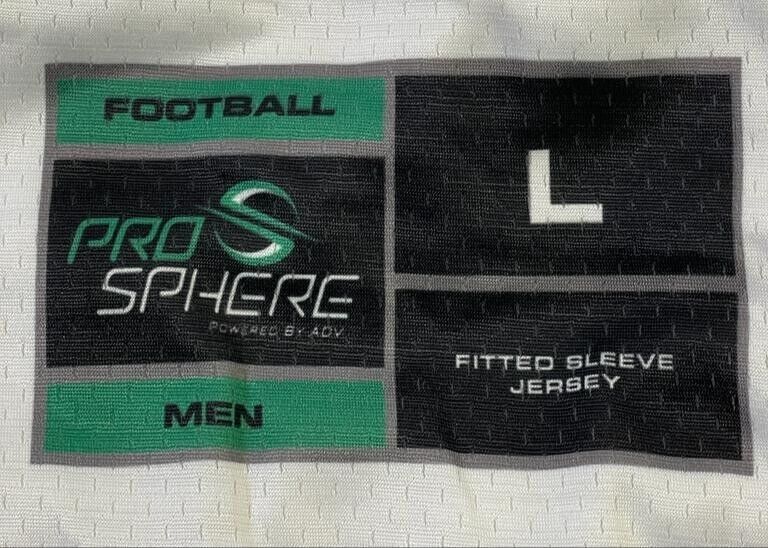 FOOTBALL
PRO
SPHERE
POWERED BY ADV
MEN
L
FITTED SLEEVE
JERSEY